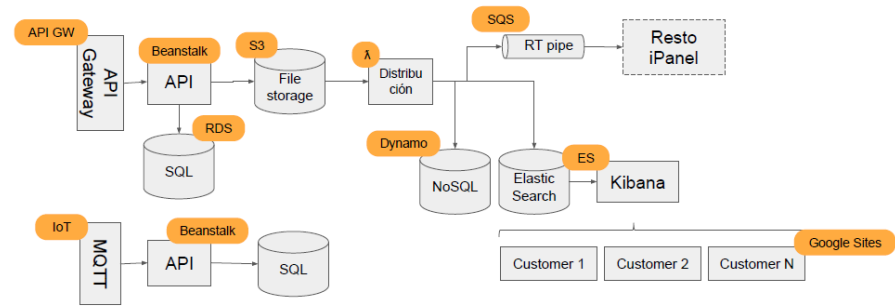 API GW
API
Gateway
Beanstalk
API
S3
File
storage
ƛ
Distribu
ción
SQS
RT pipe
Resto
iPanel
RDS
SQL
Dynamo
NoSQL
Elastic
Search
ES
Kibana
IoT
MQTT
Beanstalk
API
SQL
Google Sites
Customer 1
Customer 2
Customer N